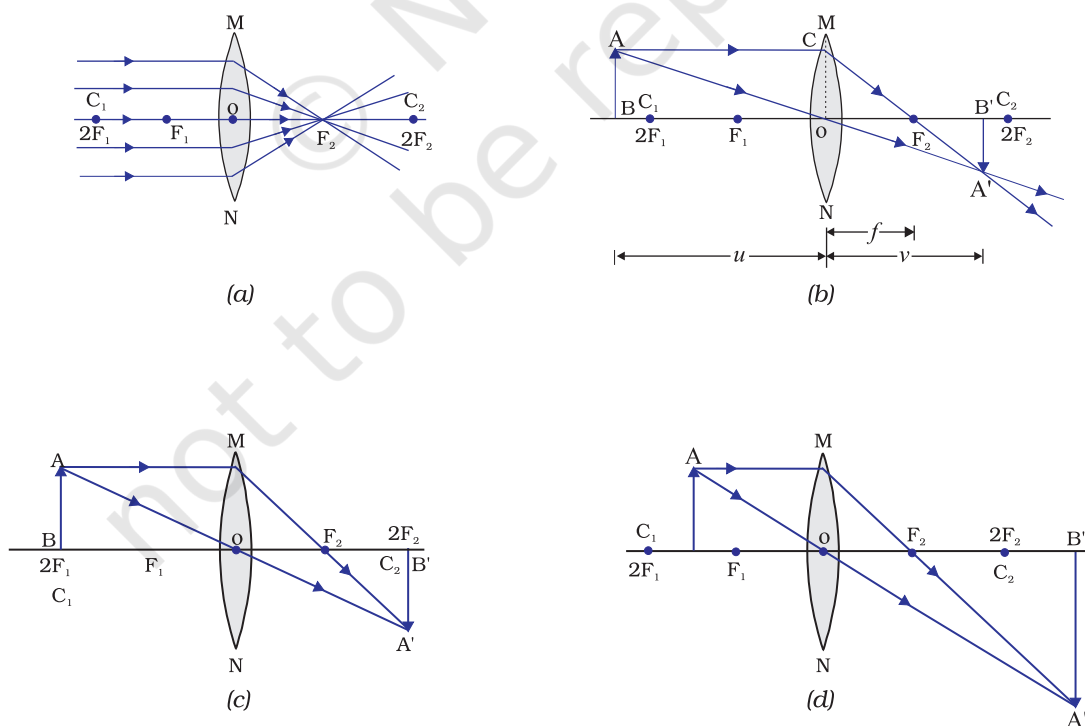 M
C₁
O
C₂
2F₁
F₁
F₂
2F₂
N
(a)
M
A
C
B
C₁
B'
C₂
2F₁
F₁
O
F₂
2F₂
A'
N
f
u
v
(b)
M
A
B
O
F₂
2F₂
2F₁
F₁
C₂
B'
C₁
A'
N
(c)
M
A
C₁
O
F₂
2F₂
B'
2F₁
F₁
C₂
N
A'
(d)
© N
not to be rep